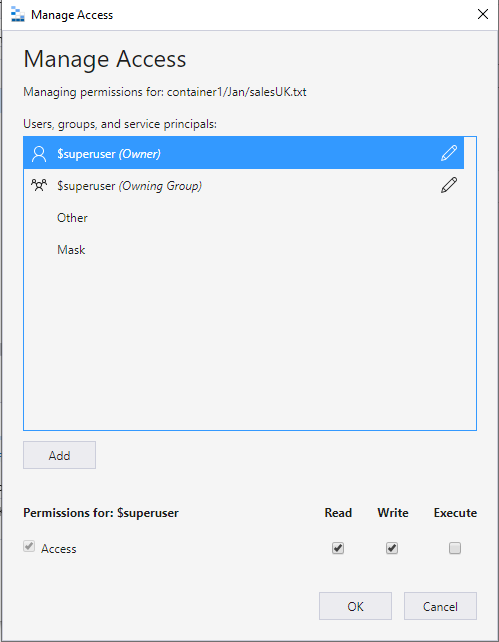 Manage Access
Manage Access
Managing permissions for: container1/Jan/salesUK.txt
Users, groups, and service principals:
$superuser (Owner)
$superuser (Owning Group)
Other
Mask
Add
Permissions for: $superuser Read Write Execute
Access
OK Cancel